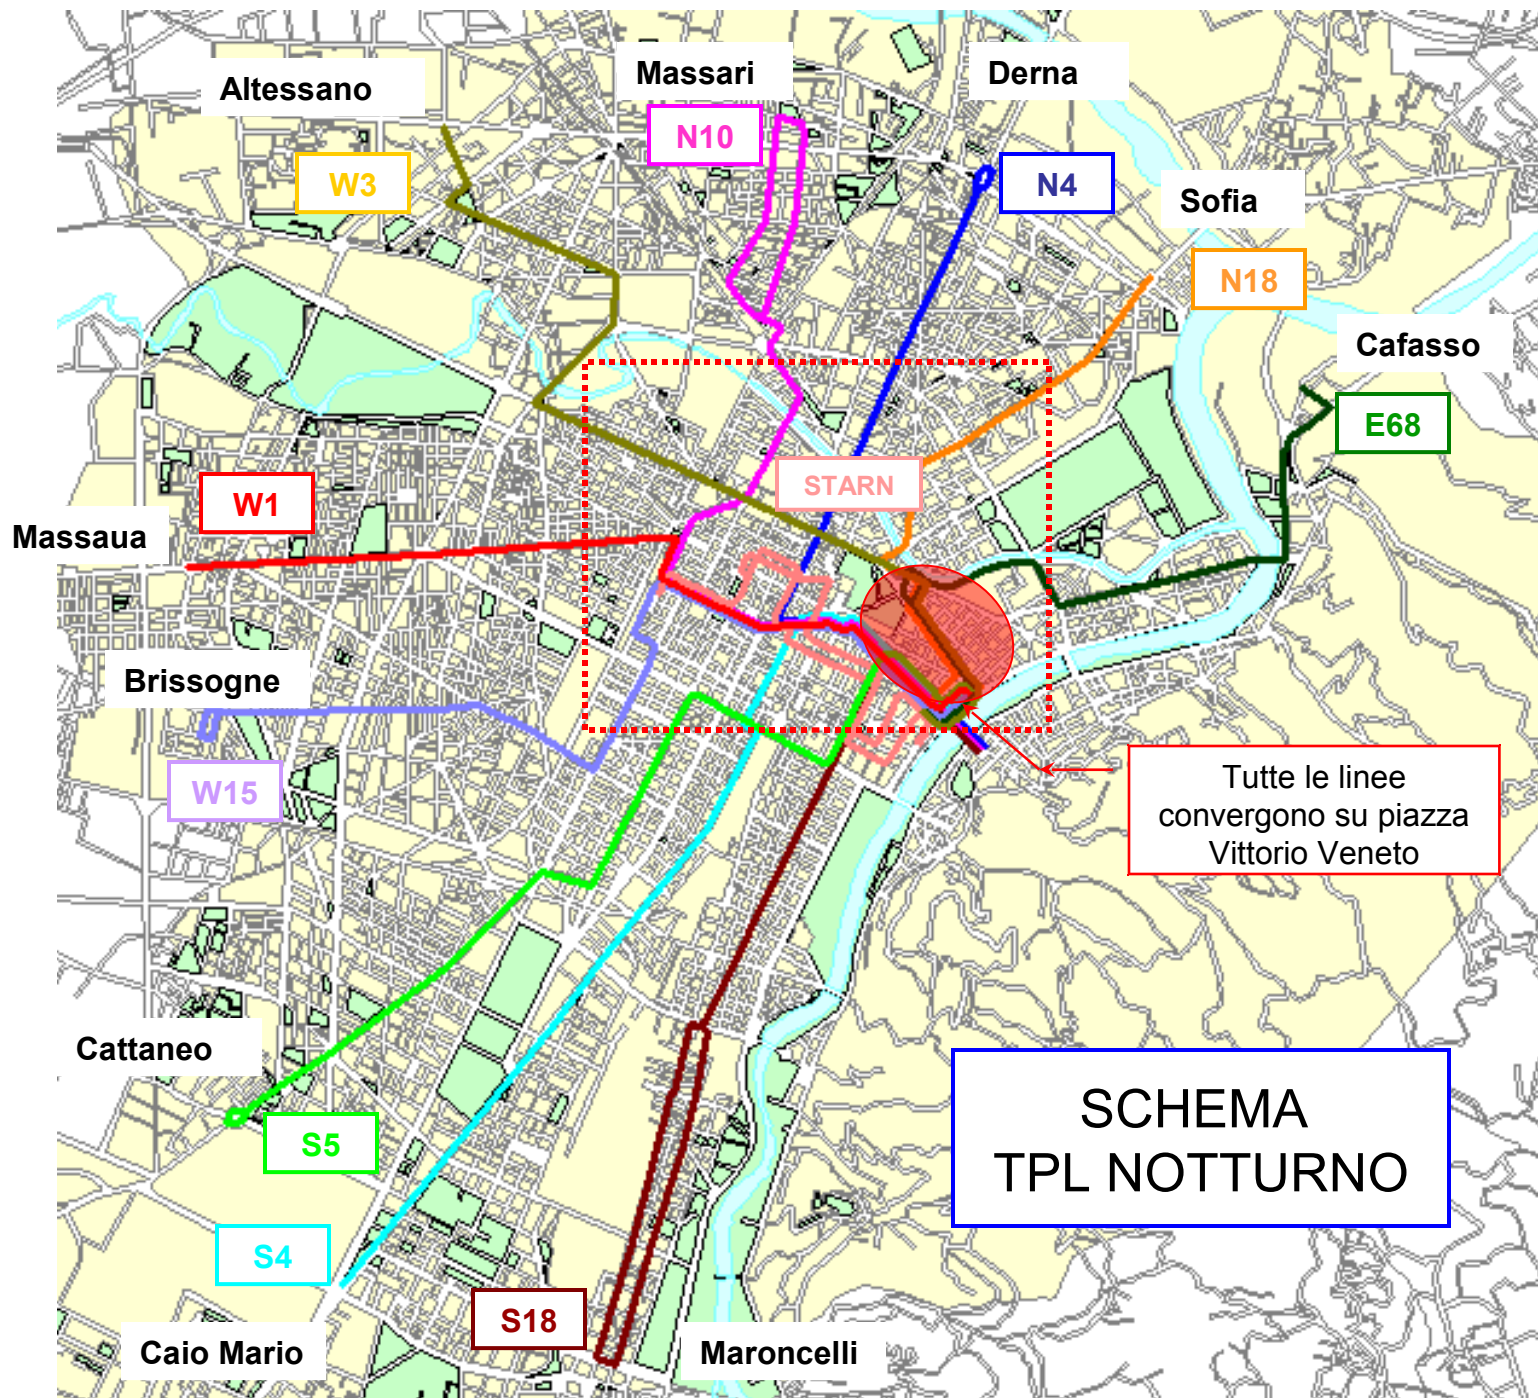 Massari
Derna
Altessano
N10
W3
N4
Sofia
N18
Cafasso
E68
STARN
W1
Massaua
Brissogne
W15
Tutte le linee
convergono su piazza
Vittorio Veneto
Cattaneo
SCHEMA
TPL NOTTURNO
S5
S4
S18
Caio Mario
Maroncelli